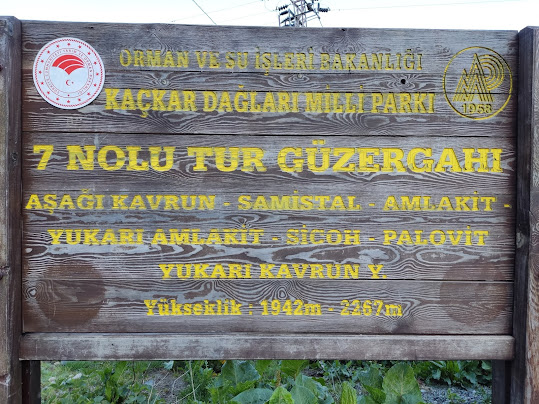 ORMAN VE SU İŞLERİ BAKANLIĞI
KAÇKAR DAĞLARI MİLLİ PARKI
1958
7 NOLU TUR GÜZERGAHI
AŞAĞI KAVRUN - SAMİSTAL - AMLAKİT -
YUKARI AMLAKİT - SİCOH - PALOVİT
YUKARI KAVRUN Y.
Yükseklik : 1942m - 2267m